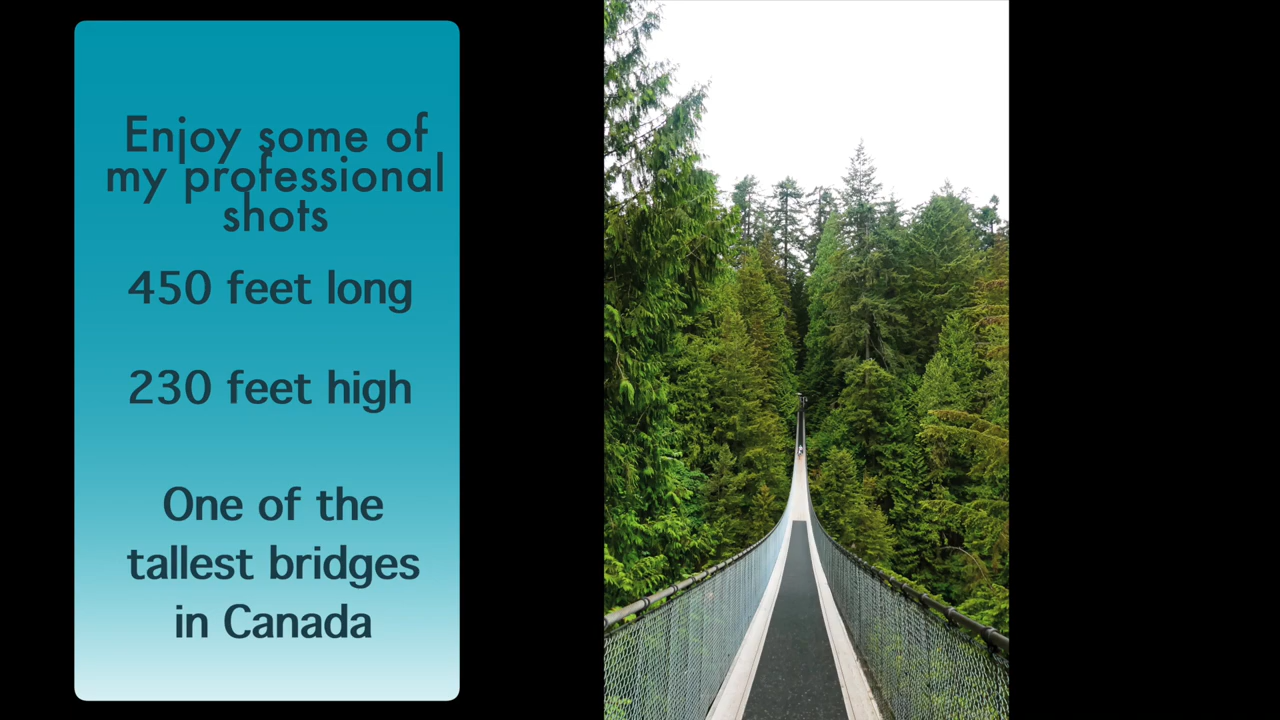 Enjoy some of
my professional
shots
450 feet long
230 feet high
One of the
tallest bridges
in Canada